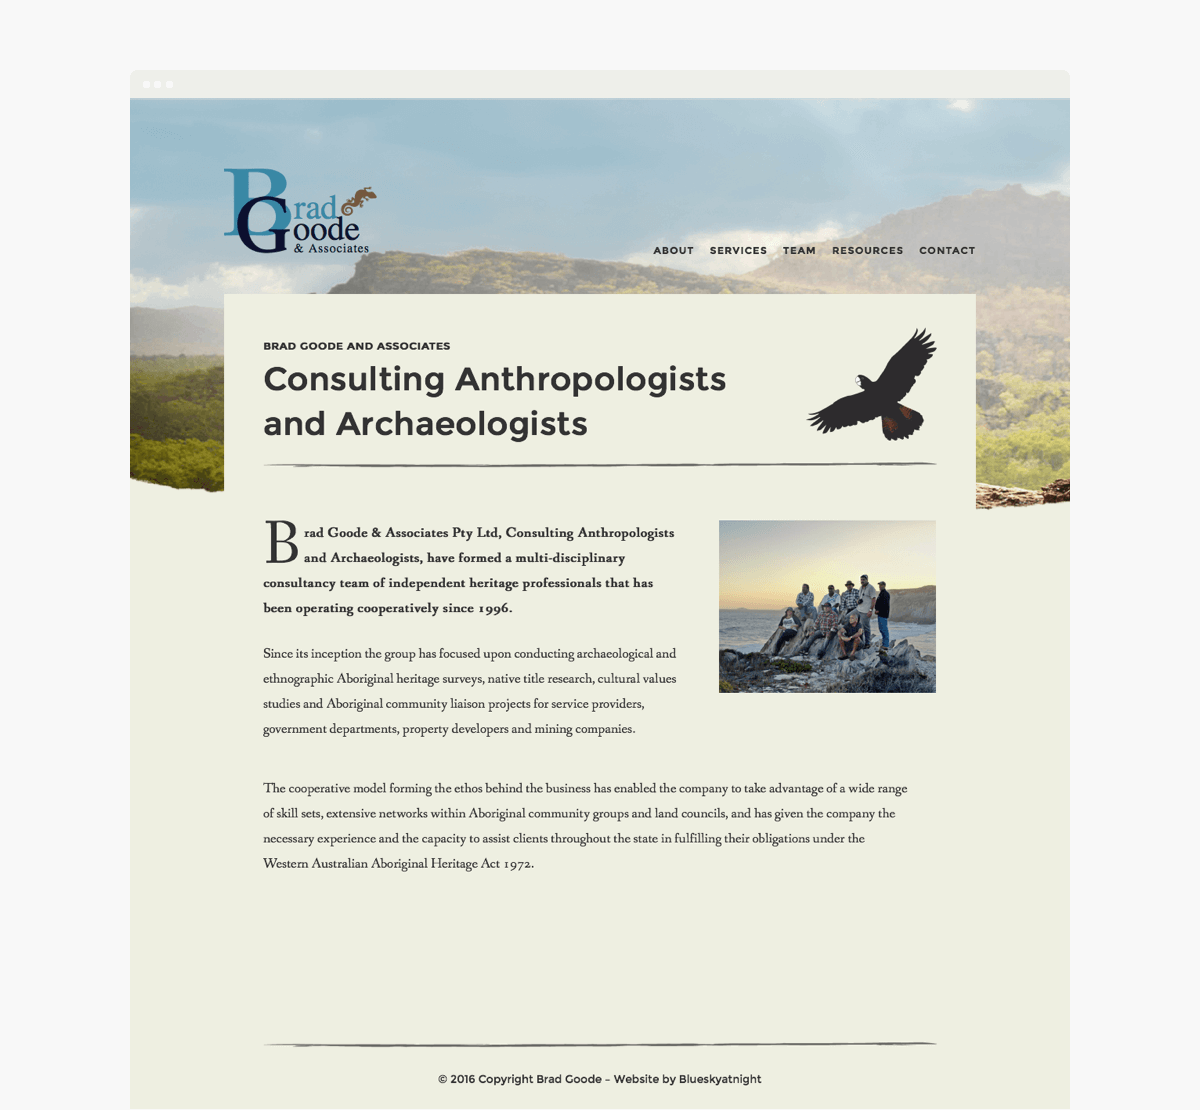 Brad
Goode
& Associates
ABOUT SERVICES TEAM RESOURCES CONTACT
BRAD GOODE AND ASSOCIATES
Consulting Anthropologists
and Archaeologists
Brad Goode & Associates Pty Ltd, Consulting Anthropologists
and Archaeologists, have formed a multi-disciplinary
consultancy team of independent heritage professionals that has
been operating cooperatively since 1996.
Since its inception the group has focused upon conducting archaeological and
ethnographic Aboriginal heritage surveys, native title research, cultural values
studies and Aboriginal community liaison projects for service providers,
government departments, property developers and mining companies.
The cooperative model forming the ethos behind the business has enabled the company to take advantage of a wide range
of skill sets, extensive networks within Aboriginal community groups and land councils, and has given the company the
necessary experience and the capacity to assist clients throughout the state in fulfilling their obligations under the
Western Australian Aboriginal Heritage Act 1972.
© 2016 Copyright Brad Goode – Website by Blueskyatnight